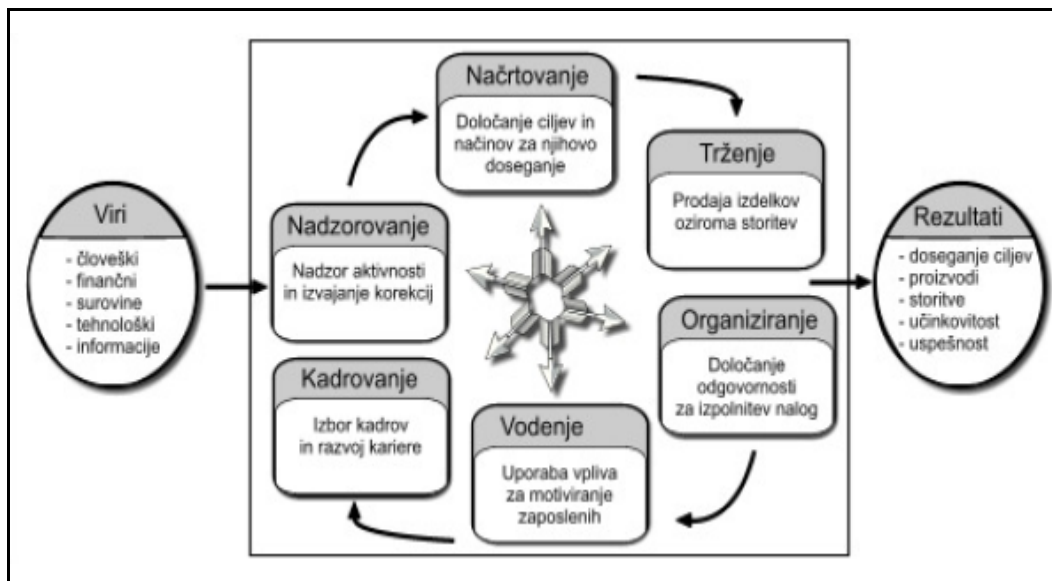 Viri
- človeški
- finančni
- surovine
- tehnološki
- informacije
Načrtovanje
Določanje ciljev in
načinov za njihovo
doseganje
Trženje
Prodaja izdelkov
oziroma storitev
Organiziranje
Določanje
odgovornosti
za izpolnitev nalog
Vodenje
Uporaba vpliva
za motiviranje
zaposlenih
Kadrovanje
Izbor kadrov
in razvoj kariere
Nadzorovanje
Nadzor aktivnosti
in izvajanje korekcij
Rezultati
- doseganje ciljev
- proizvodi
- storitve
- učinkovitost
- uspešnost